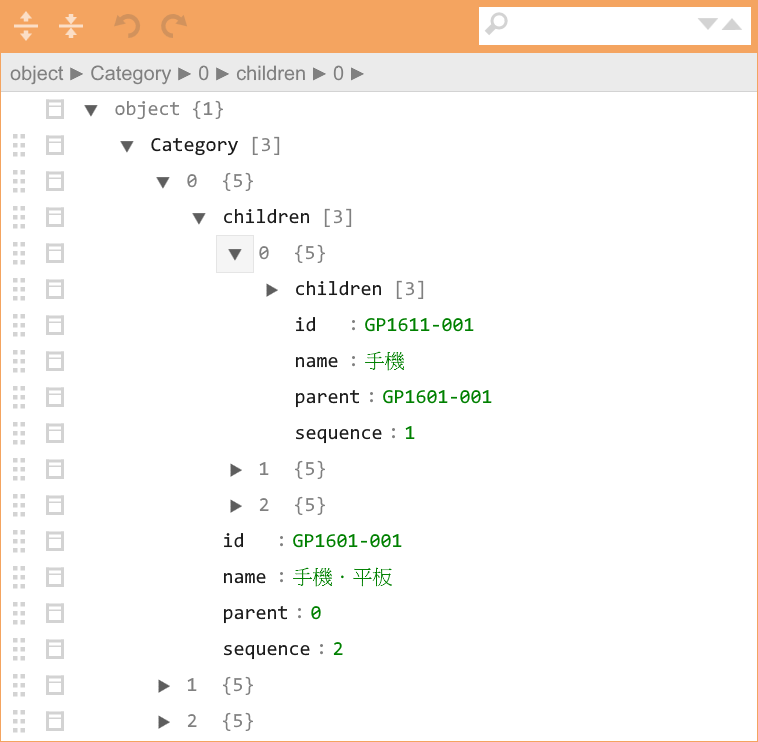 object ► Category ► 0 ► children ► 0 ►
▼ object {1}
▼ Category [3]
▼ 0 {5}
▼ children [3]
▼ 0 {5}
► children [3]
id : GP1611-001
name : 手機
parent : GP1601-001
sequence : 1
► 1 {5}
► 2 {5}
id : GP1601-001
name : 手機‧平板
parent : 0
sequence : 2
► 1 {5}
► 2 {5}